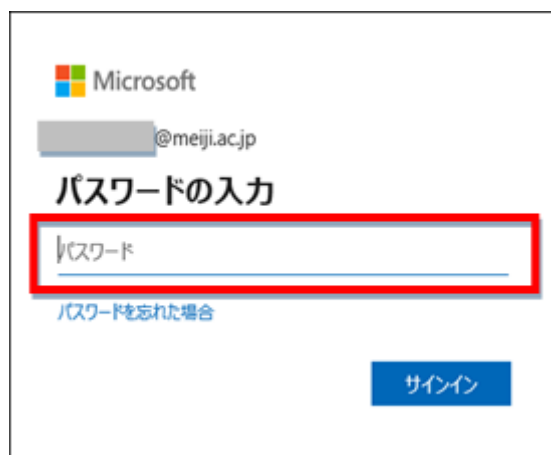 Microsoft
@meiji.ac.jp
パスワードの入力
パスワード
パスワードを忘れた場合
サインイン